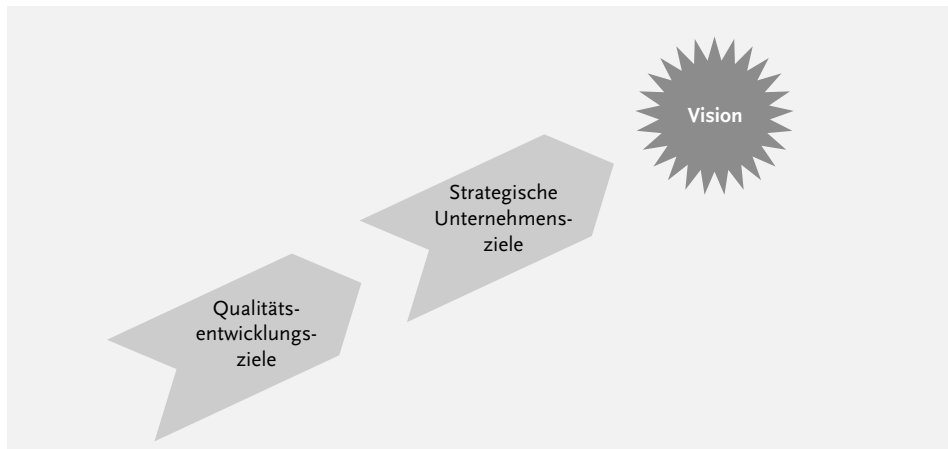 Vision
Strategische
Unternehmens-
ziele
Qualitäts-
entwicklungs-
ziele